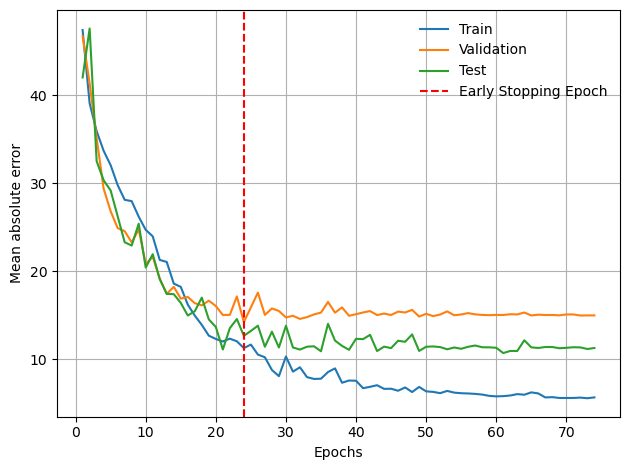 Train
Validation
Test
Early Stopping Epoch
Mean absolute error
40
30
20
10
0 10 20 30 40 50 60 70
Epochs